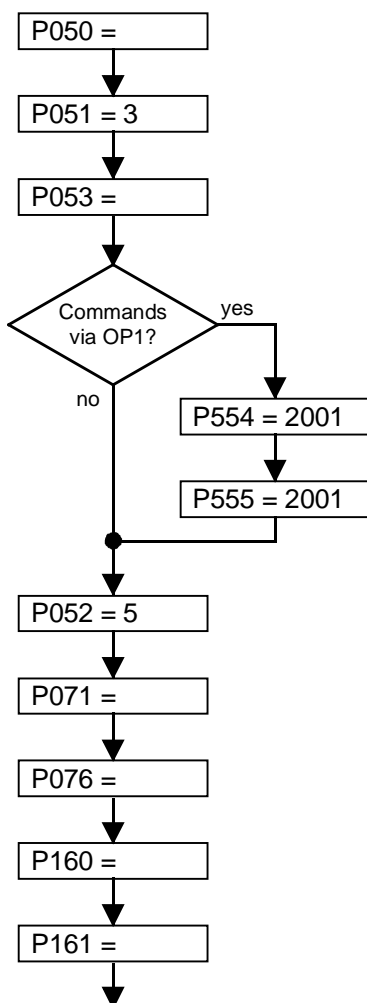 P050 =
P051 = 3
P053 =
Commands
via OP1?
yes
no
P554 = 2001
P555 = 2001
P052 = 5
P071 =
P076 =
P160 =
P161 =